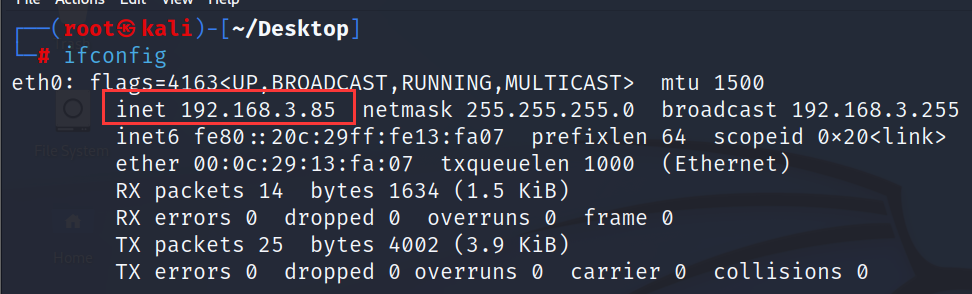 Actions Edit View Help
┌──(root㉿kali)-[~/Desktop]
└─# ifconfig
eth0: flags=4163<UP,BROADCAST,RUNNING,MULTICAST>  mtu 1500
inet 192.168.3.85  netmask 255.255.255.0  broadcast 192.168.3.255
inet6 fe80::20c:29ff:fe13:fa07  prefixlen 64  scopeid 0×20<link>
File System
ether 00:0c:29:13:fa:07  txqueuelen 1000  (Ethernet)
RX packets 14  bytes 1634 (1.5 KiB)
RX errors 0  dropped 0  overruns 0  frame 0
TX packets 25  bytes 4002 (3.9 KiB)
Home
TX errors 0  dropped 0 overruns 0  carrier 0  collisions 0